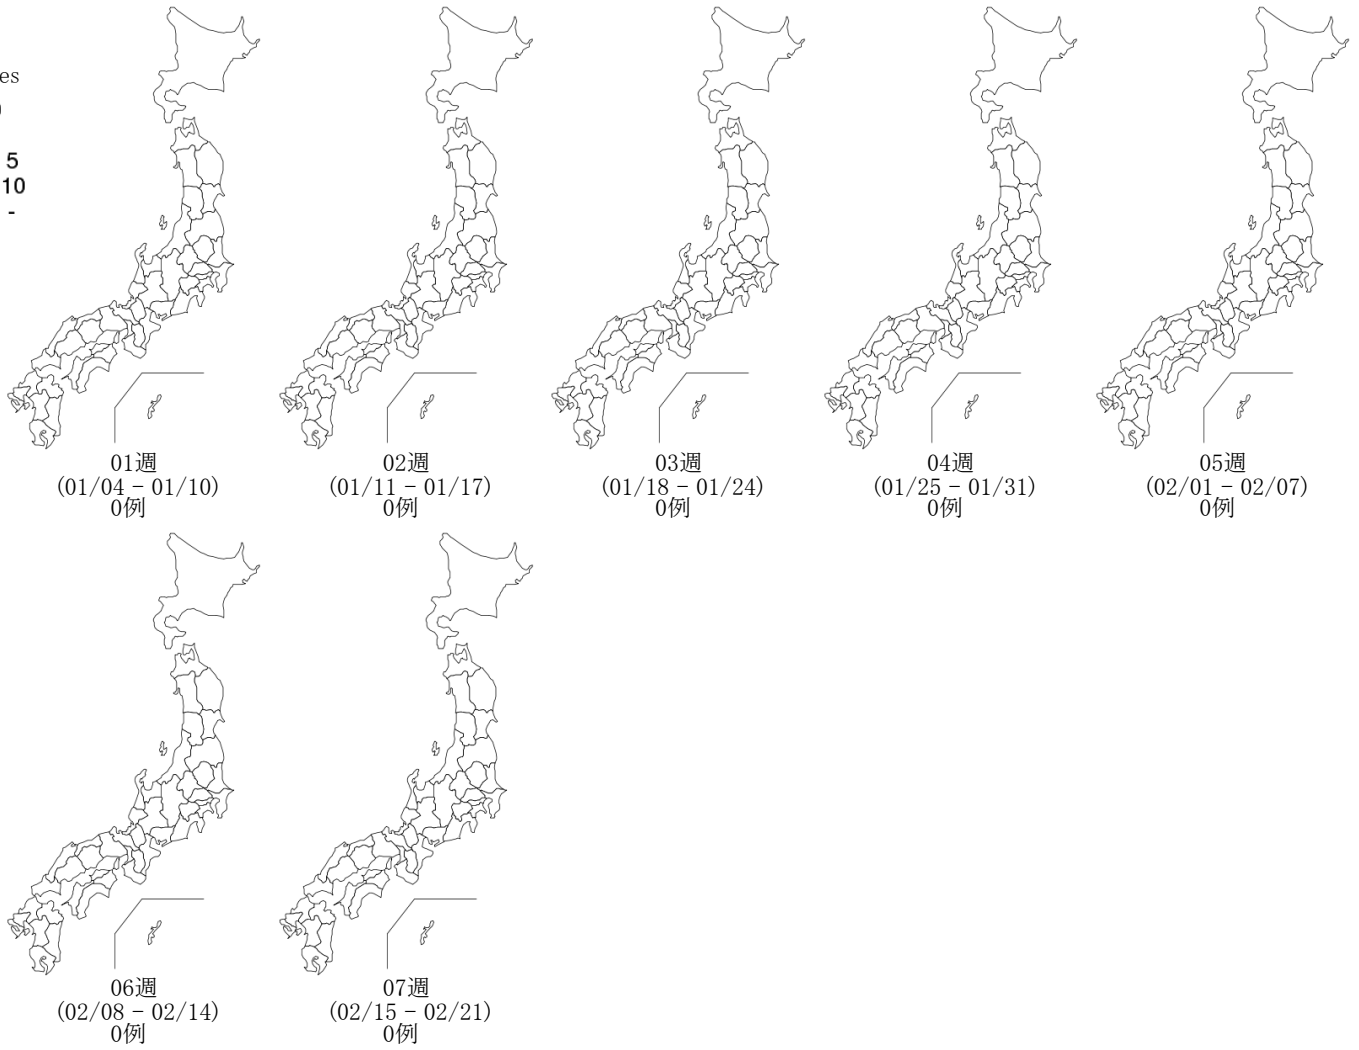 es
5
10
-
01週
(01/04 - 01/10)
0例
02週
(01/11 - 01/17)
0例
03週
(01/18 - 01/24)
0例
04週
(01/25 - 01/31)
0例
05週
(02/01 - 02/07)
0例
06週
(02/08 - 02/14)
0例
07週
(02/15 - 02/21)
0例